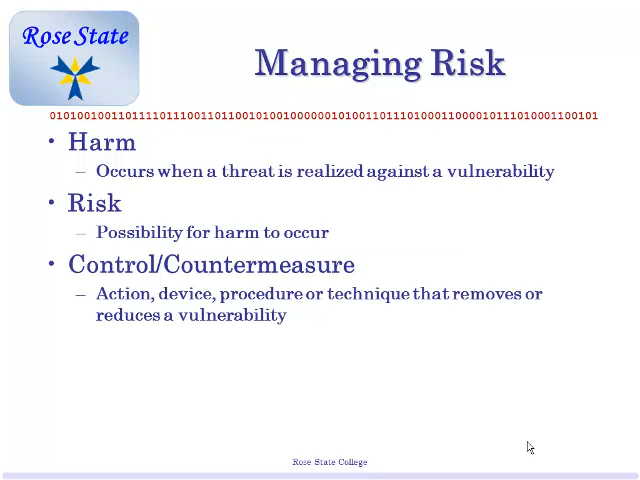 Rose State
Managing Risk
01010010011011110111001101100101001000000101001101110100011000010111010001100101
• Harm
– Occurs when a threat is realized against a vulnerability
• Risk
– Possibility for harm to occur
• Control/Countermeasure
– Action, device, procedure or technique that removes or
reduces a vulnerability
Rose State College